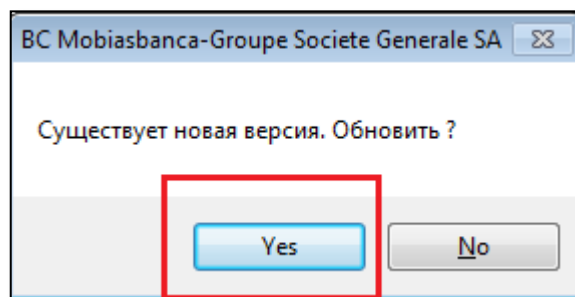 BC Mobiasbanca-Groupe Societe Generale SA
Существует новая версия. Обновить ?
Yes
No